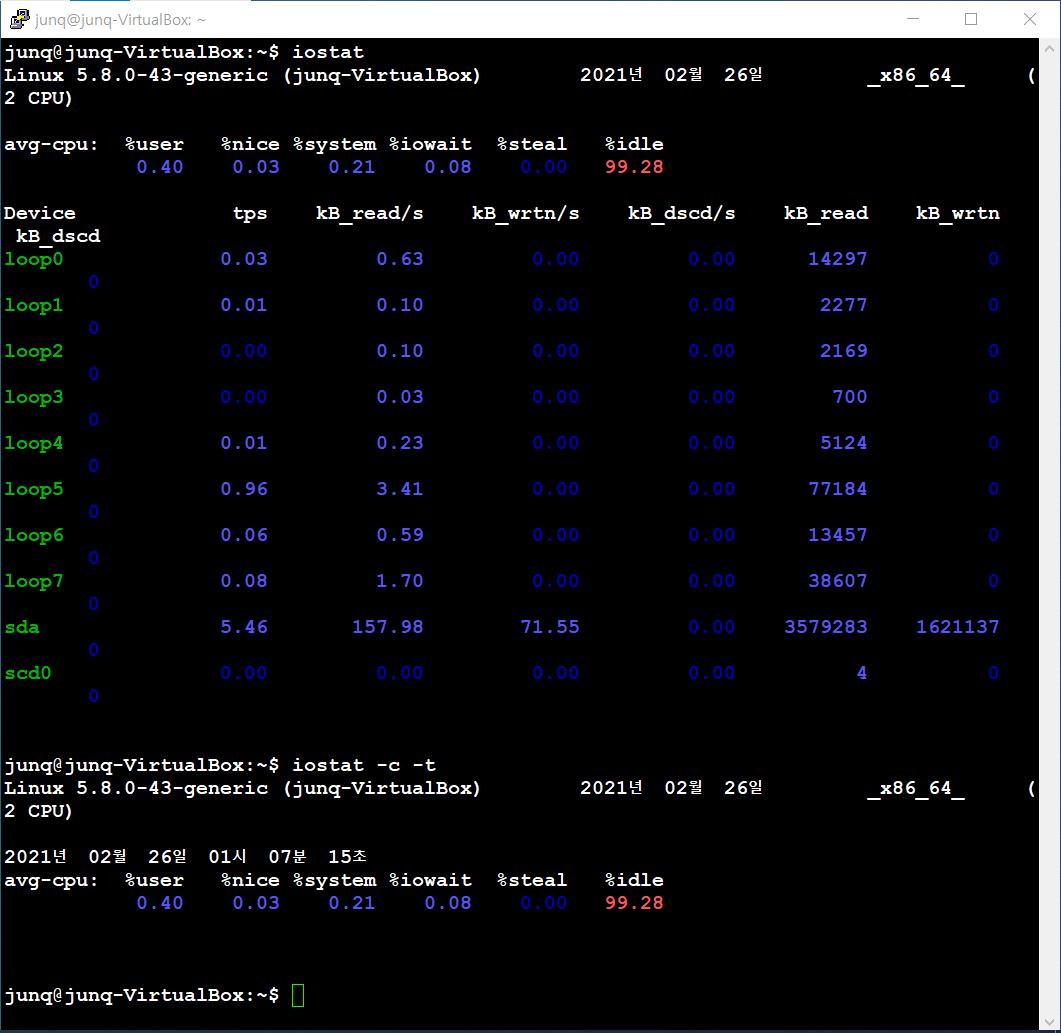 junq@junq-VirtualBox: ~
junq@junq-VirtualBox:~$ iostat
Linux 5.8.0-43-generic (junq-VirtualBox) 2021년 02월 26일 _x86_64_ (
2 CPU)
avg-cpu: %user %nice %system %iowait %steal %idle
0.40 0.03 0.21 0.08 0.00 99.28
Device tps kB_read/s kB_wrtn/s kB_dscd/s kB_read kB_wrtn
kB_dscd
loop0 0.03 0.63 0.00 0.00 14297 0
0
loop1 0.01 0.10 0.00 0.00 2277 0
0
loop2 0.00 0.10 0.00 0.00 2169 0
0
loop3 0.00 0.03 0.00 0.00 700 0
0
loop4 0.01 0.23 0.00 0.00 5124 0
0
loop5 0.96 3.41 0.00 0.00 77184 0
0
loop6 0.06 0.59 0.00 0.00 13457 0
0
loop7 0.08 1.70 0.00 0.00 38607 0
0
sda 5.46 157.98 71.55 0.00 3579283 1621137
0
scd0 0.00 0.00 0.00 0.00 4 0
0
junq@junq-VirtualBox:~$ iostat -c -t
Linux 5.8.0-43-generic (junq-VirtualBox) 2021년 02월 26일 _x86_64_ (
2 CPU)
2021년 02월 26일 01시 07분 15초
avg-cpu: %user %nice %system %iowait %steal %idle
0.40 0.03 0.21 0.08 0.00 99.28
junq@junq-VirtualBox:~$